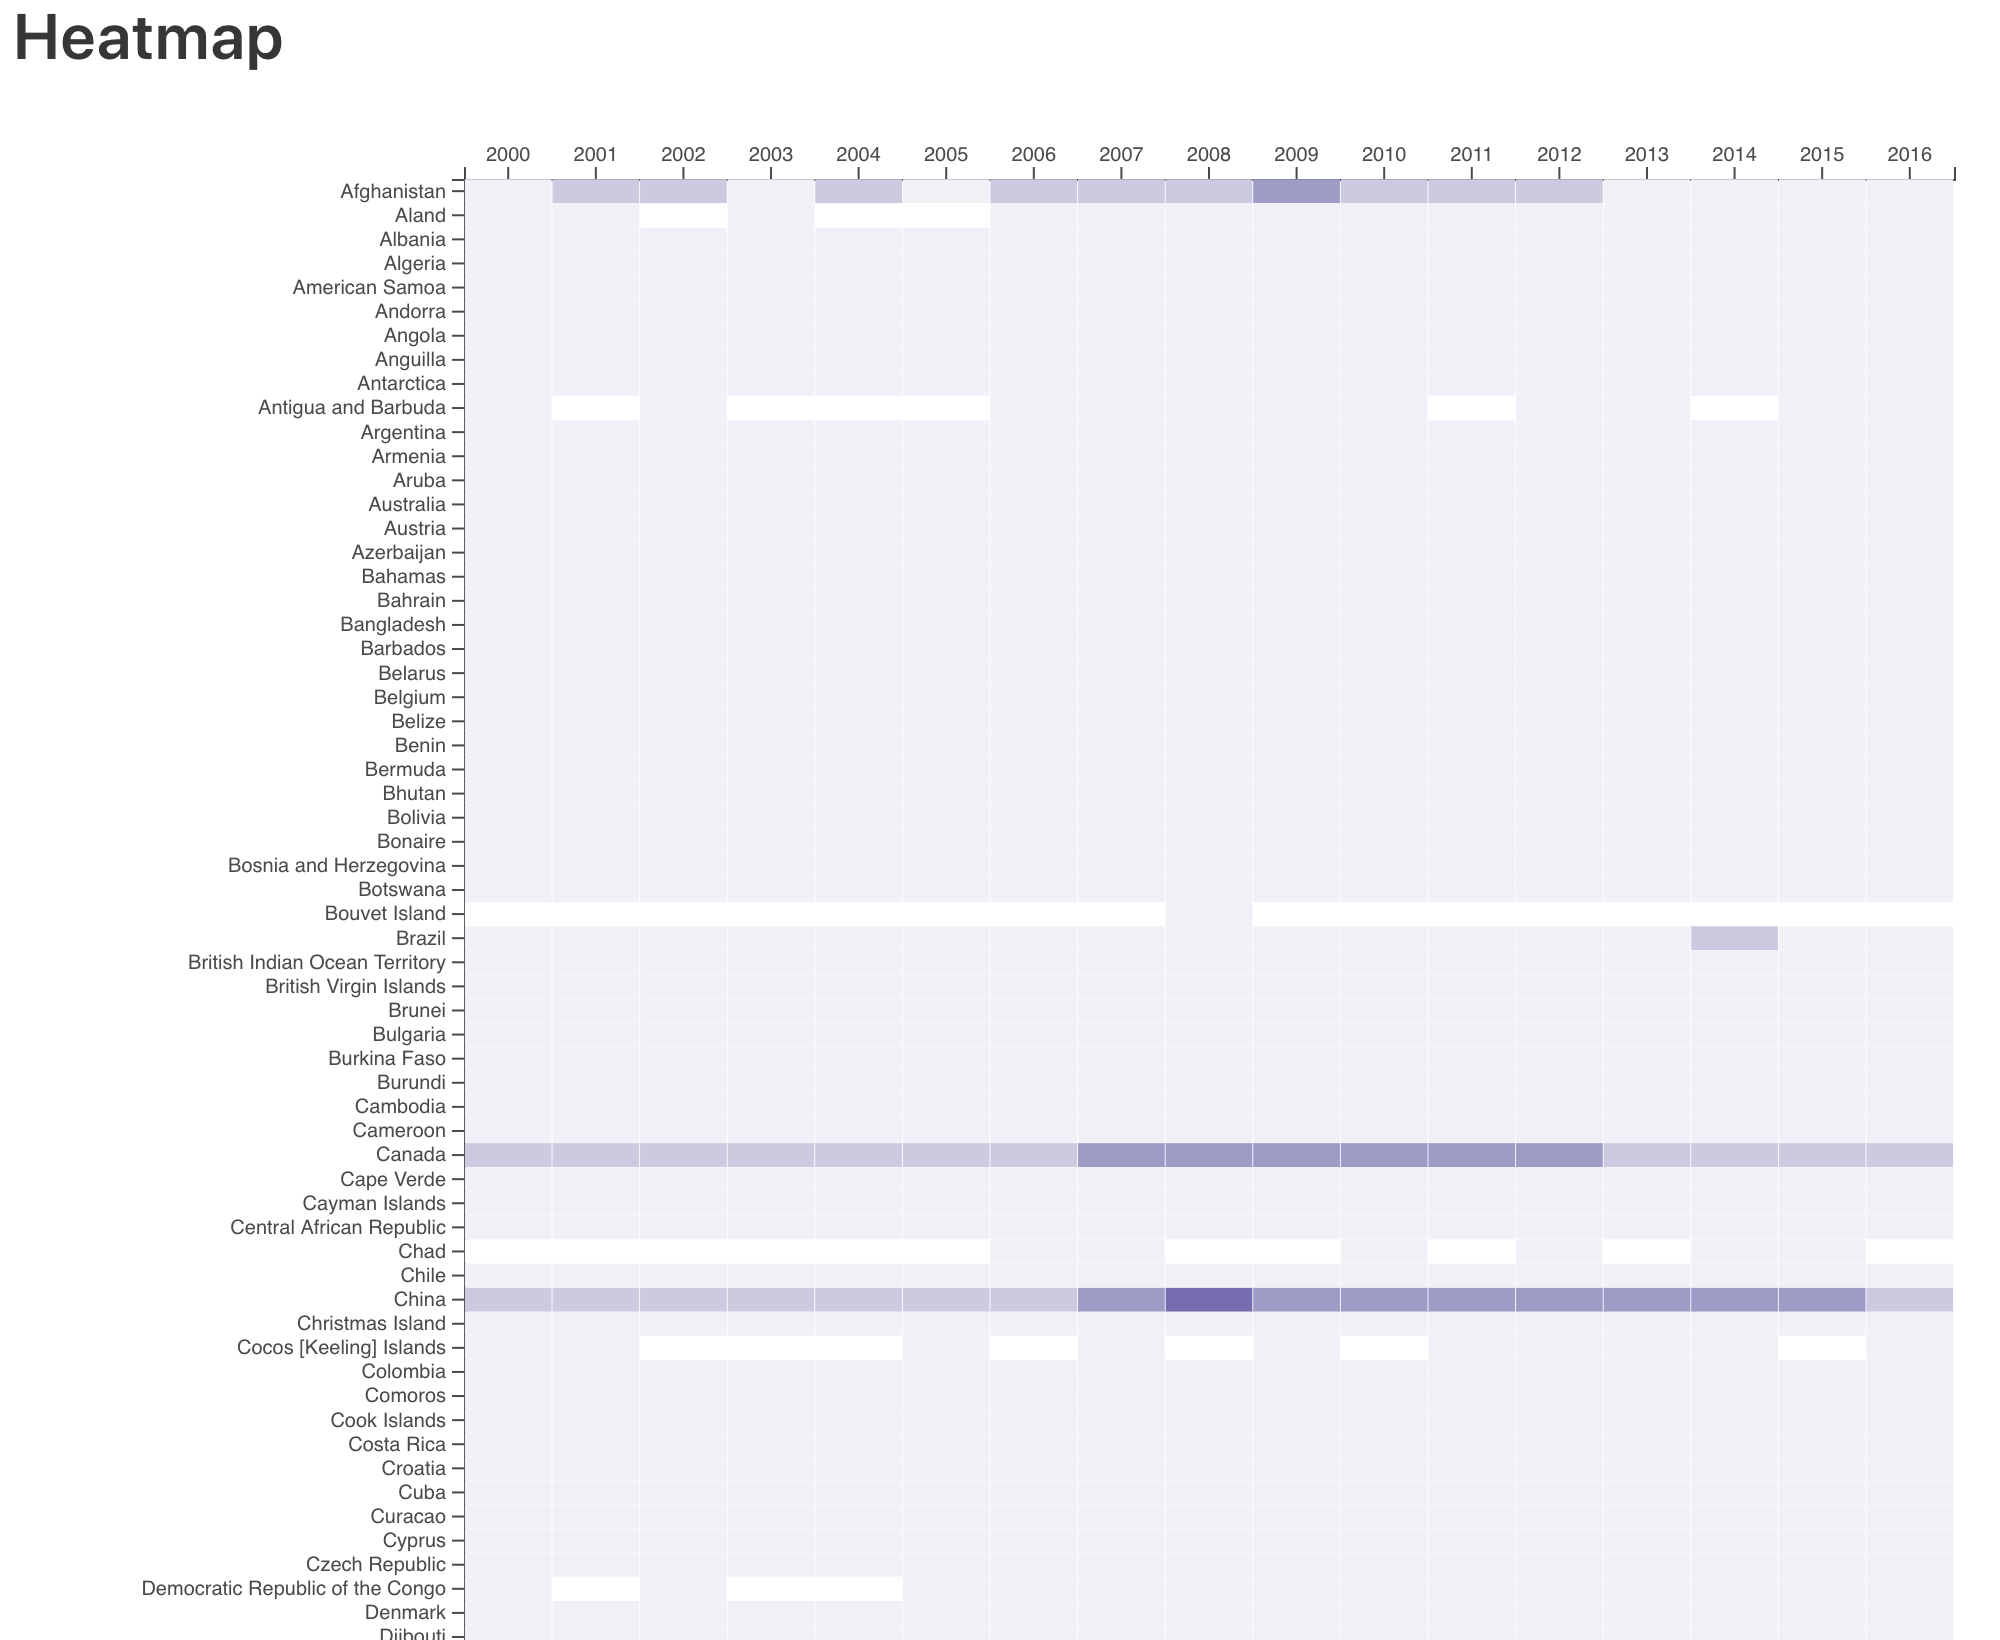 Heatmap
2000 2001 2002 2003 2004 2005 2006 2007 2008 2009 2010 2011 2012 2013 2014 2015 2016
Afghanistan
Aland
Albania
Algeria
American Samoa
Andorra
Angola
Anguilla
Antarctica
Antigua and Barbuda
Argentina
Armenia
Aruba
Australia
Austria
Azerbaijan
Bahamas
Bahrain
Bangladesh
Barbados
Belarus
Belgium
Belize
Benin
Bermuda
Bhutan
Bolivia
Bonaire
Bosnia and Herzegovina
Botswana
Bouvet Island
Brazil
British Indian Ocean Territory
British Virgin Islands
Brunei
Bulgaria
Burkina Faso
Burundi
Cambodia
Cameroon
Canada
Cape Verde
Cayman Islands
Central African Republic
Chad
Chile
China
Christmas Island
Cocos [Keeling] Islands
Colombia
Comoros
Cook Islands
Costa Rica
Croatia
Cuba
Curacao
Cyprus
Czech Republic
Democratic Republic of the Congo
Denmark
Djibouti